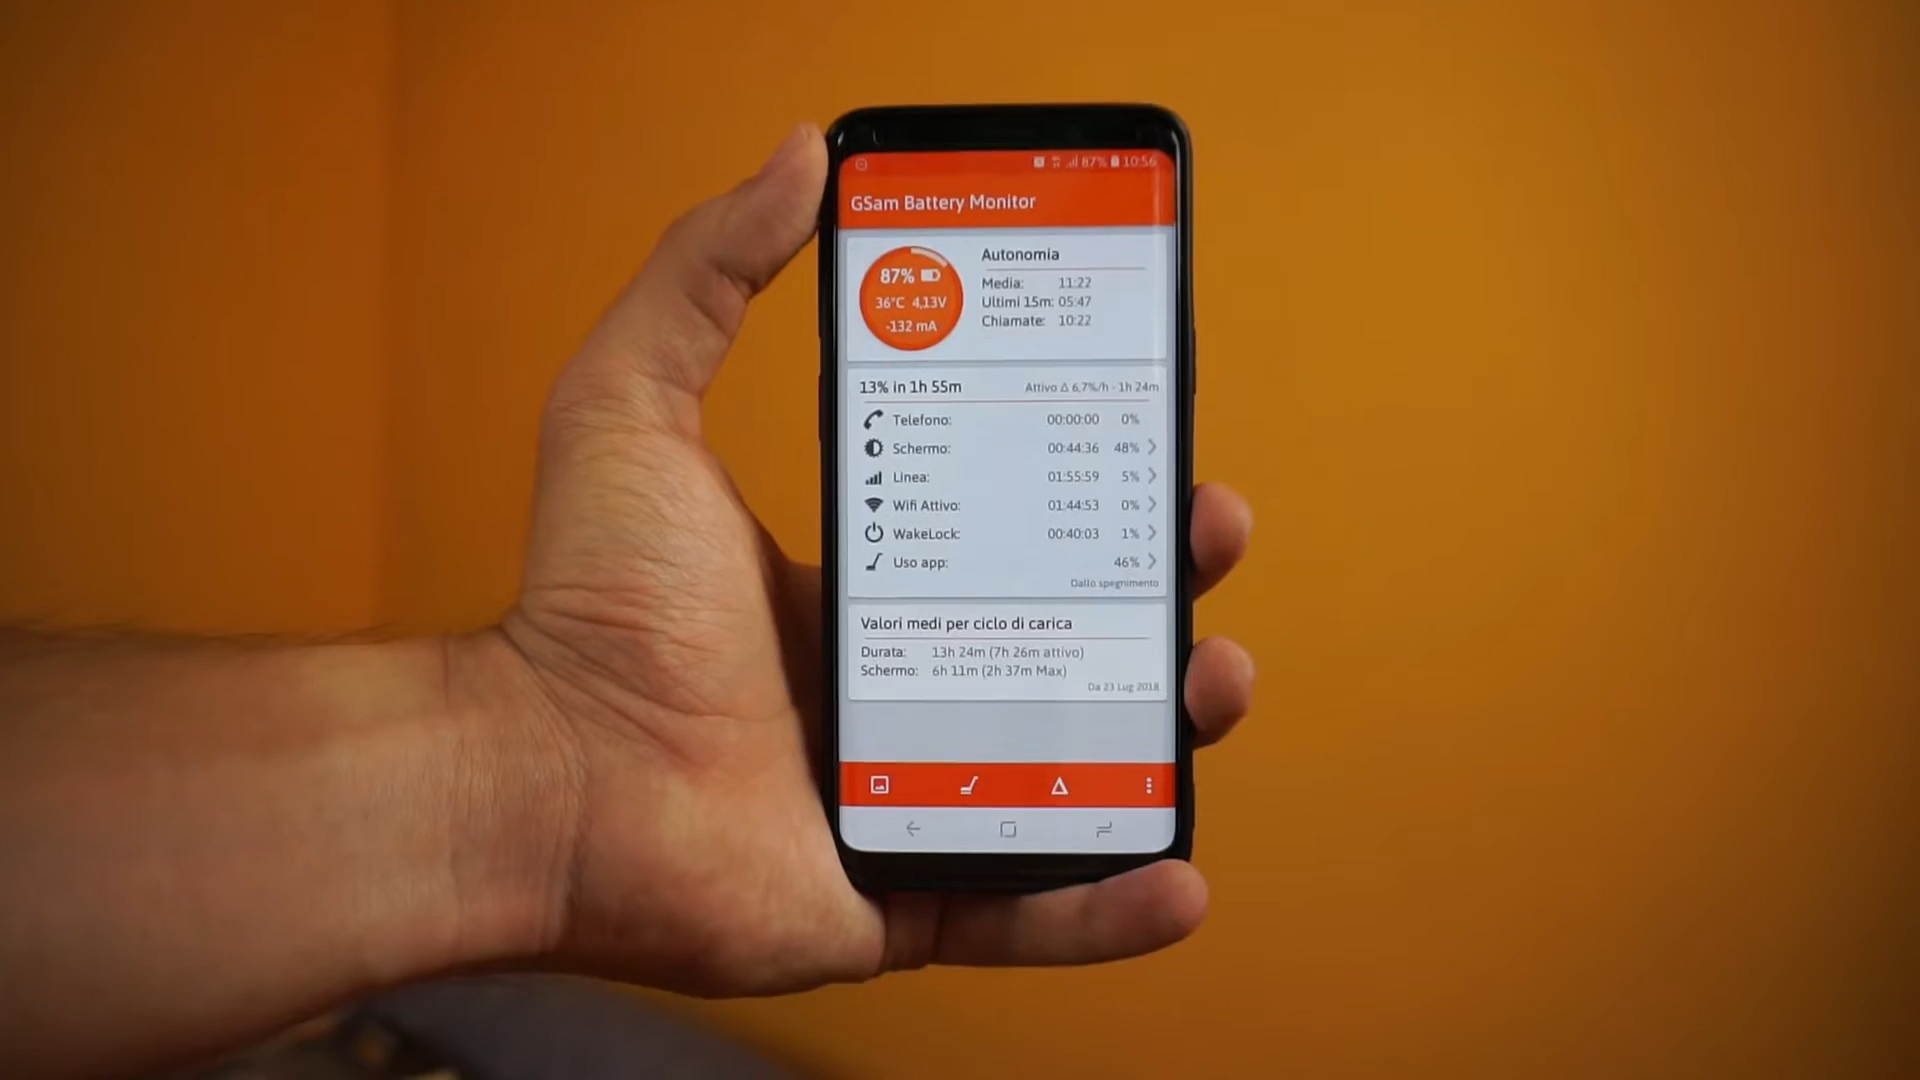 87% 10:56
GSam Battery Monitor
87%
36°C 4,13V
-132 mA
Autonomia
Media: 11:22
Ultimi 15m: 05:47
Chiamate: 10:22
13% in 1h 55m Attivo Δ 6,7%/h - 1h 24m
Telefono: 00:00:00 0%
Schermo: 00:44:36 48%
Linea: 01:55:59 5%
Wifi Attivo: 01:44:53 0%
WakeLock: 00:40:03 1%
Uso app: 46%
Dallo spegnimento
Valori medi per ciclo di carica
Durata: 13h 24m (7h 26m attivo)
Schermo: 6h 11m (2h 37m Max)
Da 23 Lug 2018